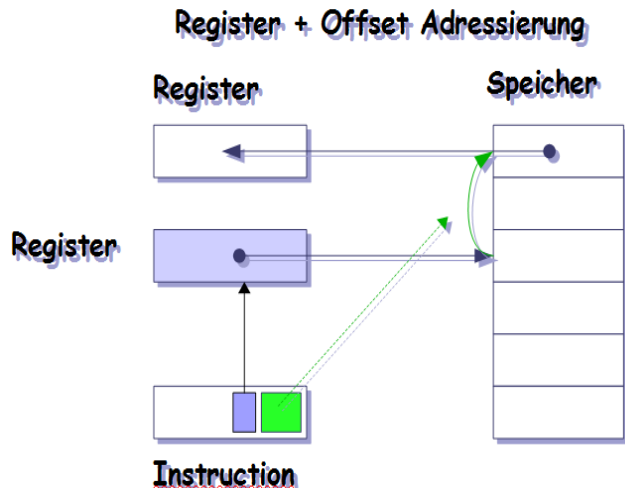 Register + Offset Adressierung
Register
Speicher
Register
Instruction